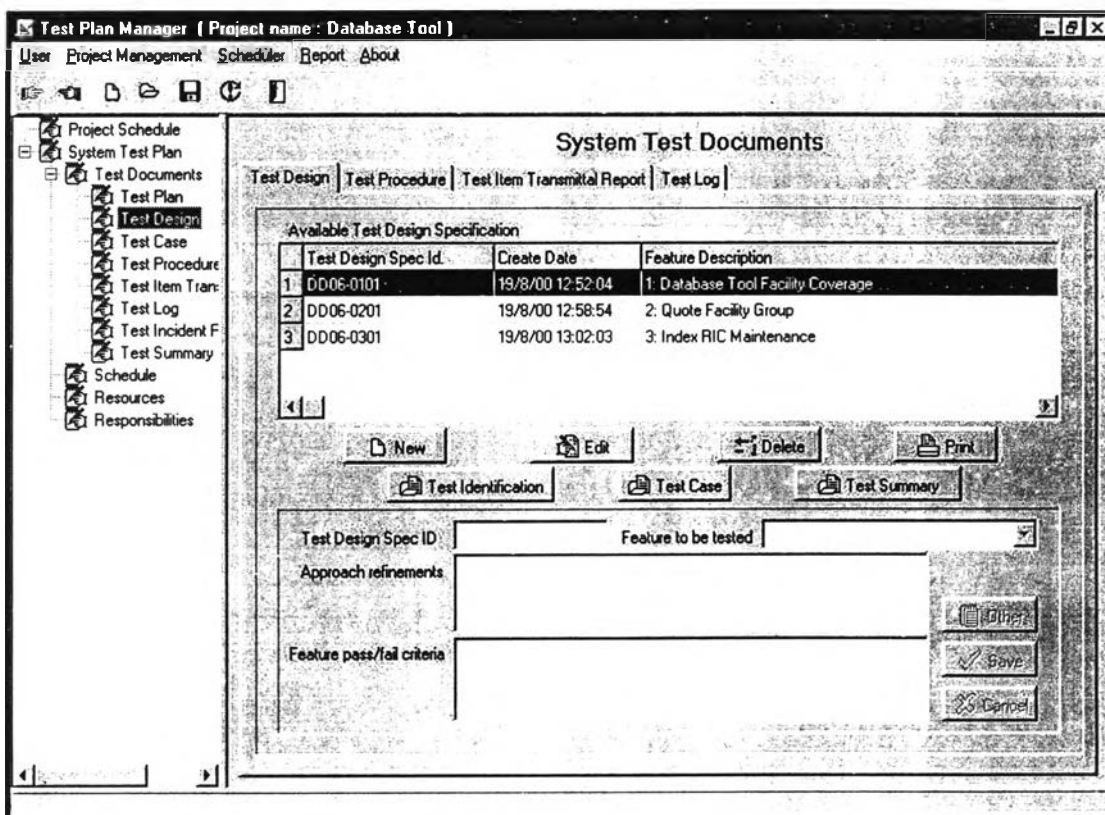 Test Plan Manager ( Project name : Database Tool )
User Project Management Scheduler Report About
Project Schedule
System Test Plan
Test Documents
Test Plan
Test Design
Test Case
Test Procedure
Test Item Tran
Test Log
Test Incident F
Test Summary
Schedule
Resources
Responsibilities
System Test Documents
Test Design Test Procedure Test Item Transmittal Report Test Log
Available Test Design Specification
Test Design Spec Id. Create Date Feature Description
1 DD06-0101 19/8/00 12:52:04 1: Database Tool Facility Coverage
2 DD06-0201 19/8/00 12:58:54 2: Quote Facility Group
3 DD06-0301 19/8/00 13:02:03 3: Index RIC Maintenance
New Edit Delete Print
Test Identification Test Case Test Summary
Test Design Spec ID Feature to be tested
Approach refinements
Other
Feature pass/fail criteria
Save
Cancel